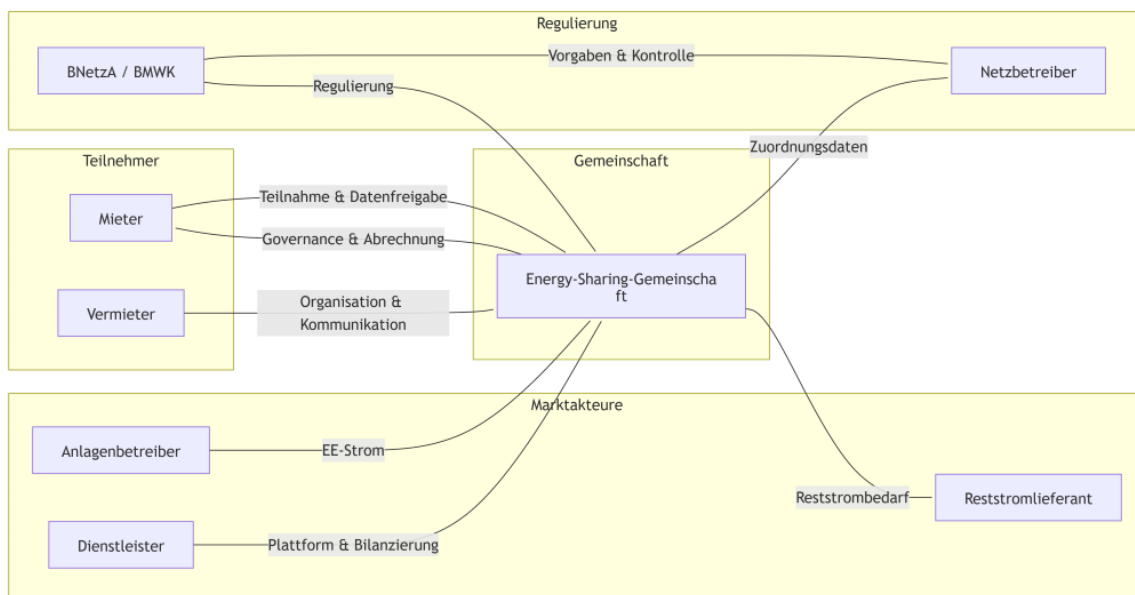 Regulierung
BNetzA / BMWK
Vorgaben & Kontrolle
Netzbetreiber
Regulierung
Zuordnungsdaten
Teilnehmer
Gemeinschaft
Mieter
Teilnahme & Datenfreigabe
Governance & Abrechnung
Energy-Sharing-Gemeinscha
ft
Vermieter
Organisation &
Kommunikation
Marktakteure
Anlagenbetreiber
EE-Strom
Reststrombedarf
Reststromlieferant
Dienstleister
Plattform & Bilanzierung